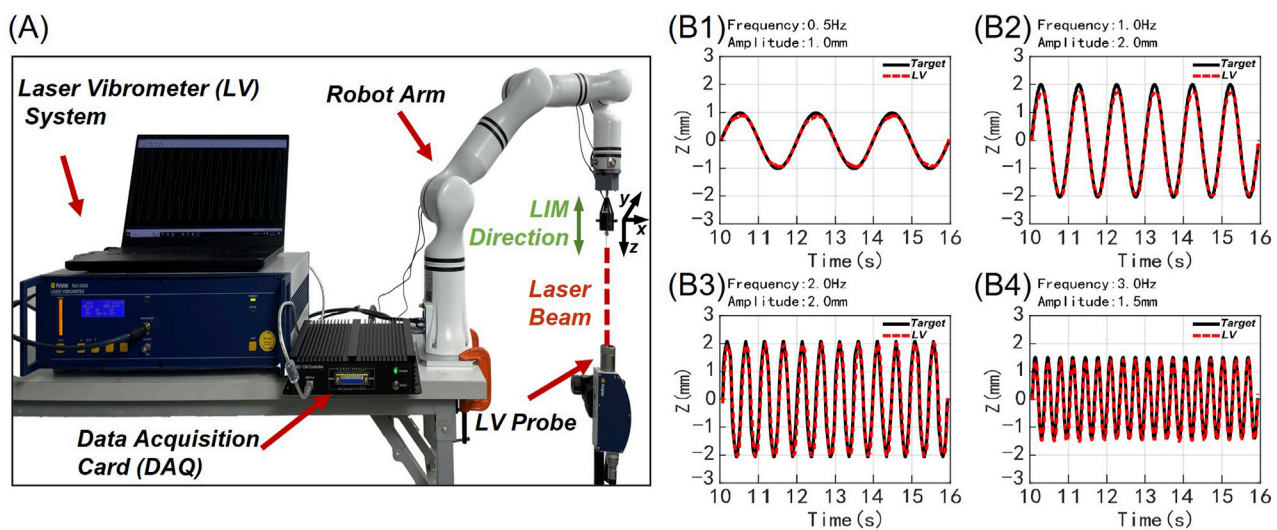 (A)
Laser Vibrometer (LV)
System
Robot Arm
LIM
Direction
y
x
z
Laser
Beam
Polytec
LASER VIBROMETER
LV Probe
Data Acquisition
Card (DAQ)
(B1)
Frequency:0.5Hz
Amplitude:1.0mm
Target
LV
3
2
1
0
-1
-2
-3
Z(mm)
10 11 12 13 14 15 16
Time(s)
(B2)
Frequency:1.0Hz
Amplitude:2.0mm
Target
LV
3
2
1
0
-1
-2
-3
Z(mm)
10 11 12 13 14 15 16
Time(s)
(B3)
Frequency:2.0Hz
Amplitude:2.0mm
Target
LV
3
2
1
0
-1
-2
-3
Z(mm)
10 11 12 13 14 15 16
Time(s)
(B4)
Frequency:3.0Hz
Amplitude:1.5mm
Target
LV
3
2
1
0
-1
-2
-3
Z(mm)
10 11 12 13 14 15 16
Time(s)